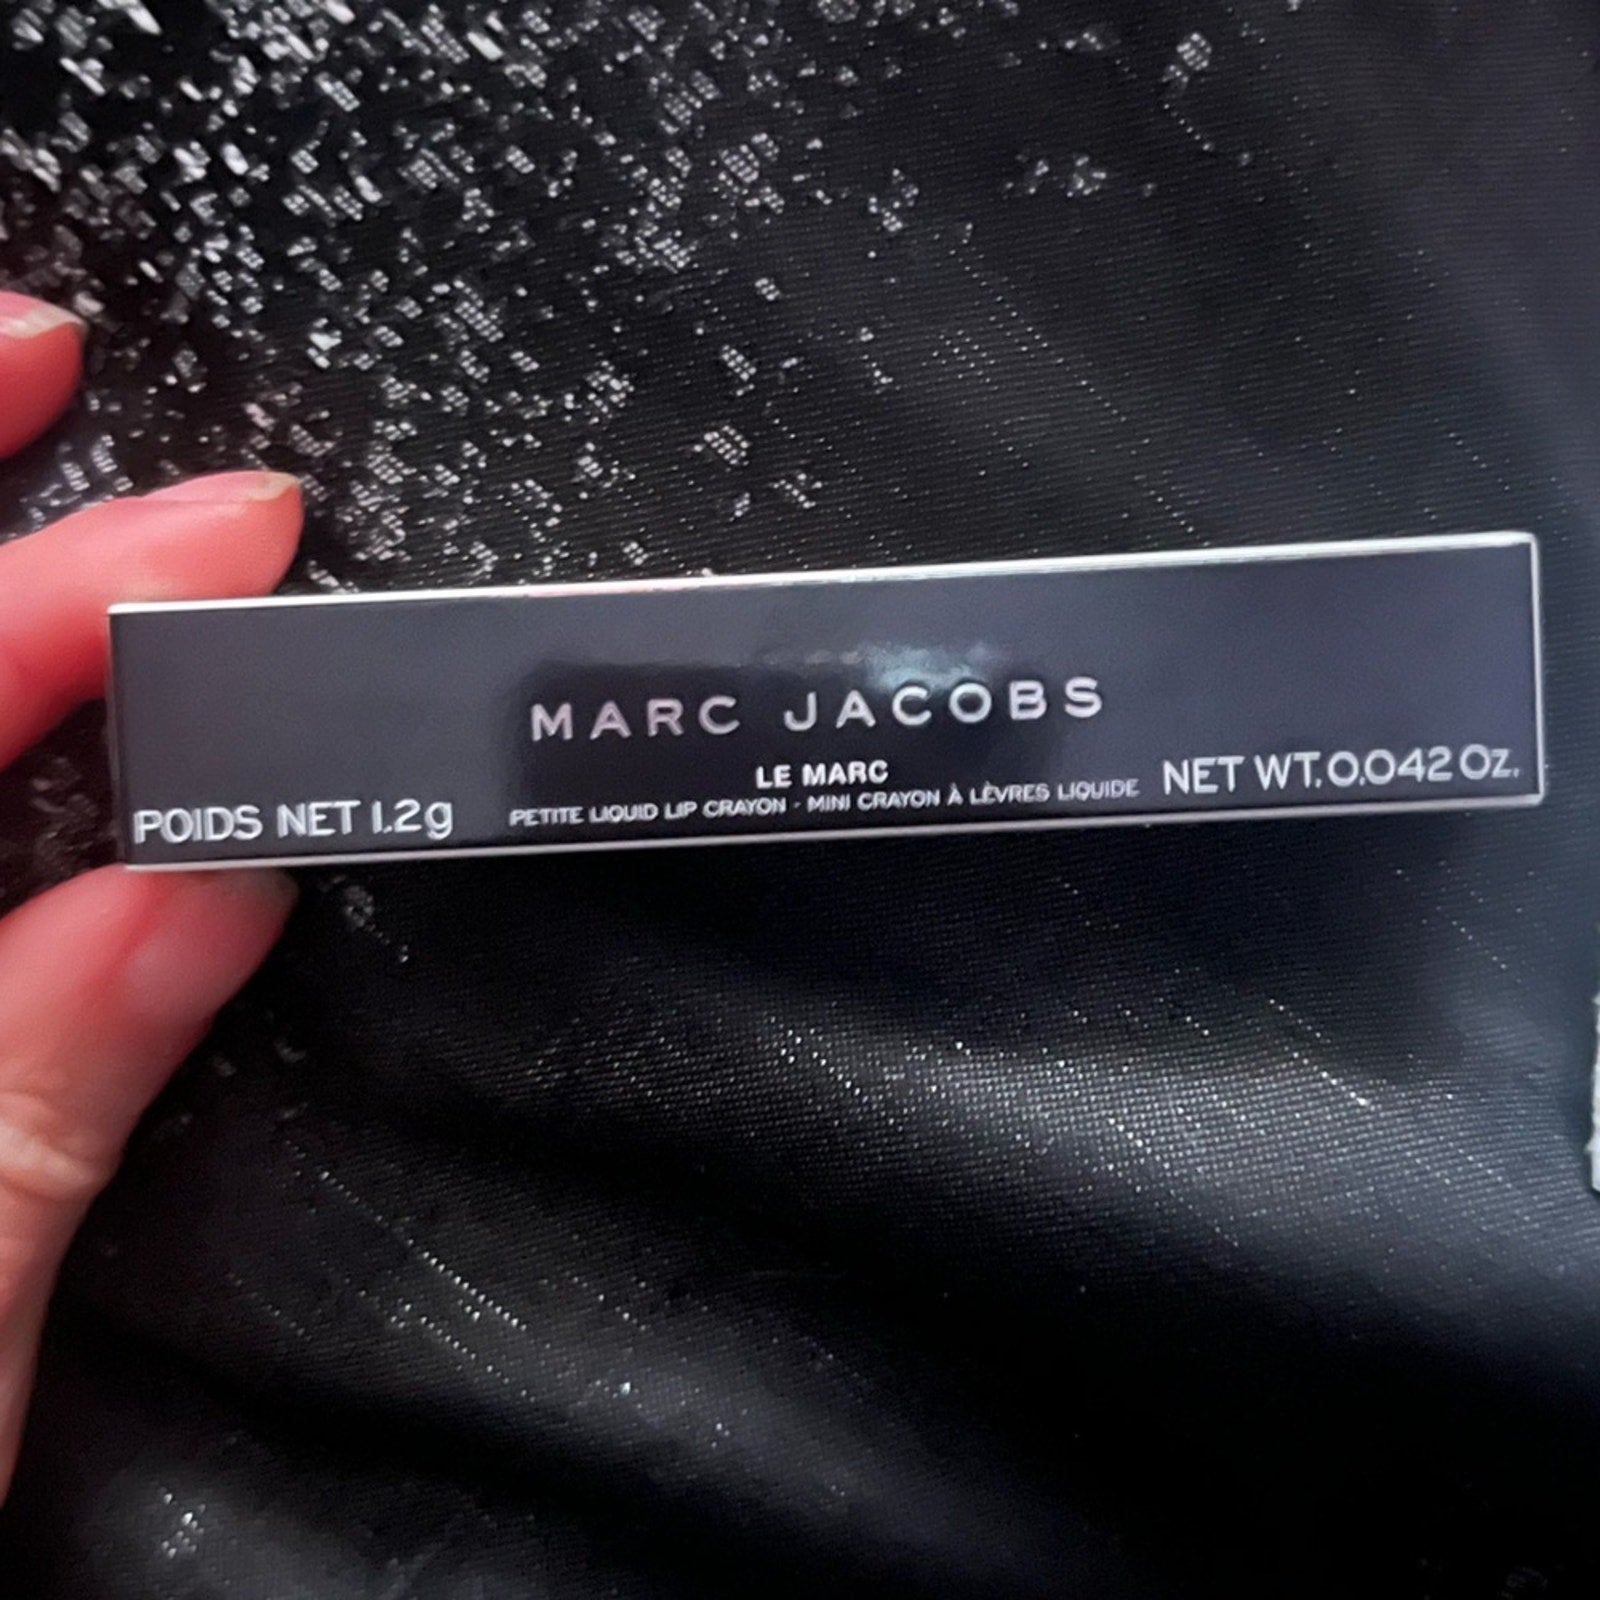 MARC JACOBS
LE MARC
PETITE LIQUID LIP CRAYON · MINI CRAYON À LÈVRES LIQUIDE
POIDS NET 1.2g
NET WT. 0.042 Oz.